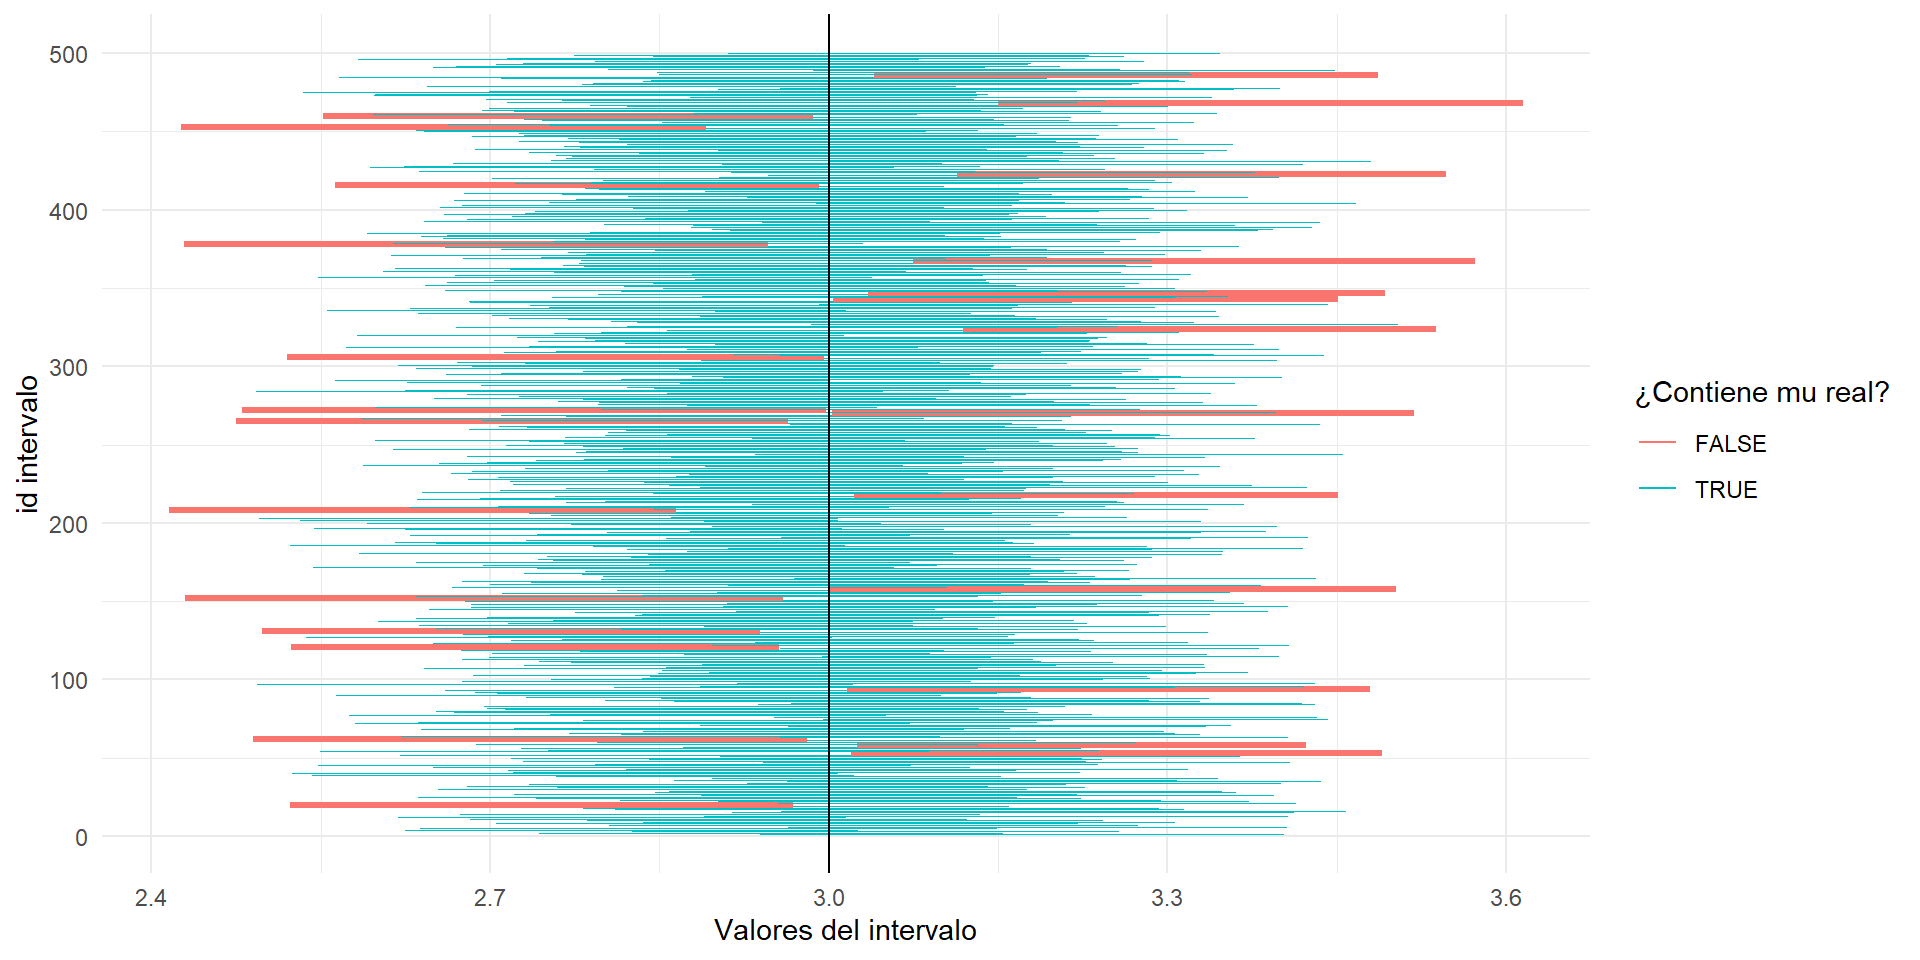 500
400
300
200
100
0
id intervalo
2.4 2.7 3.0 3.3 3.6
Valores del intervalo
¿Contiene mu real?
FALSE
TRUE